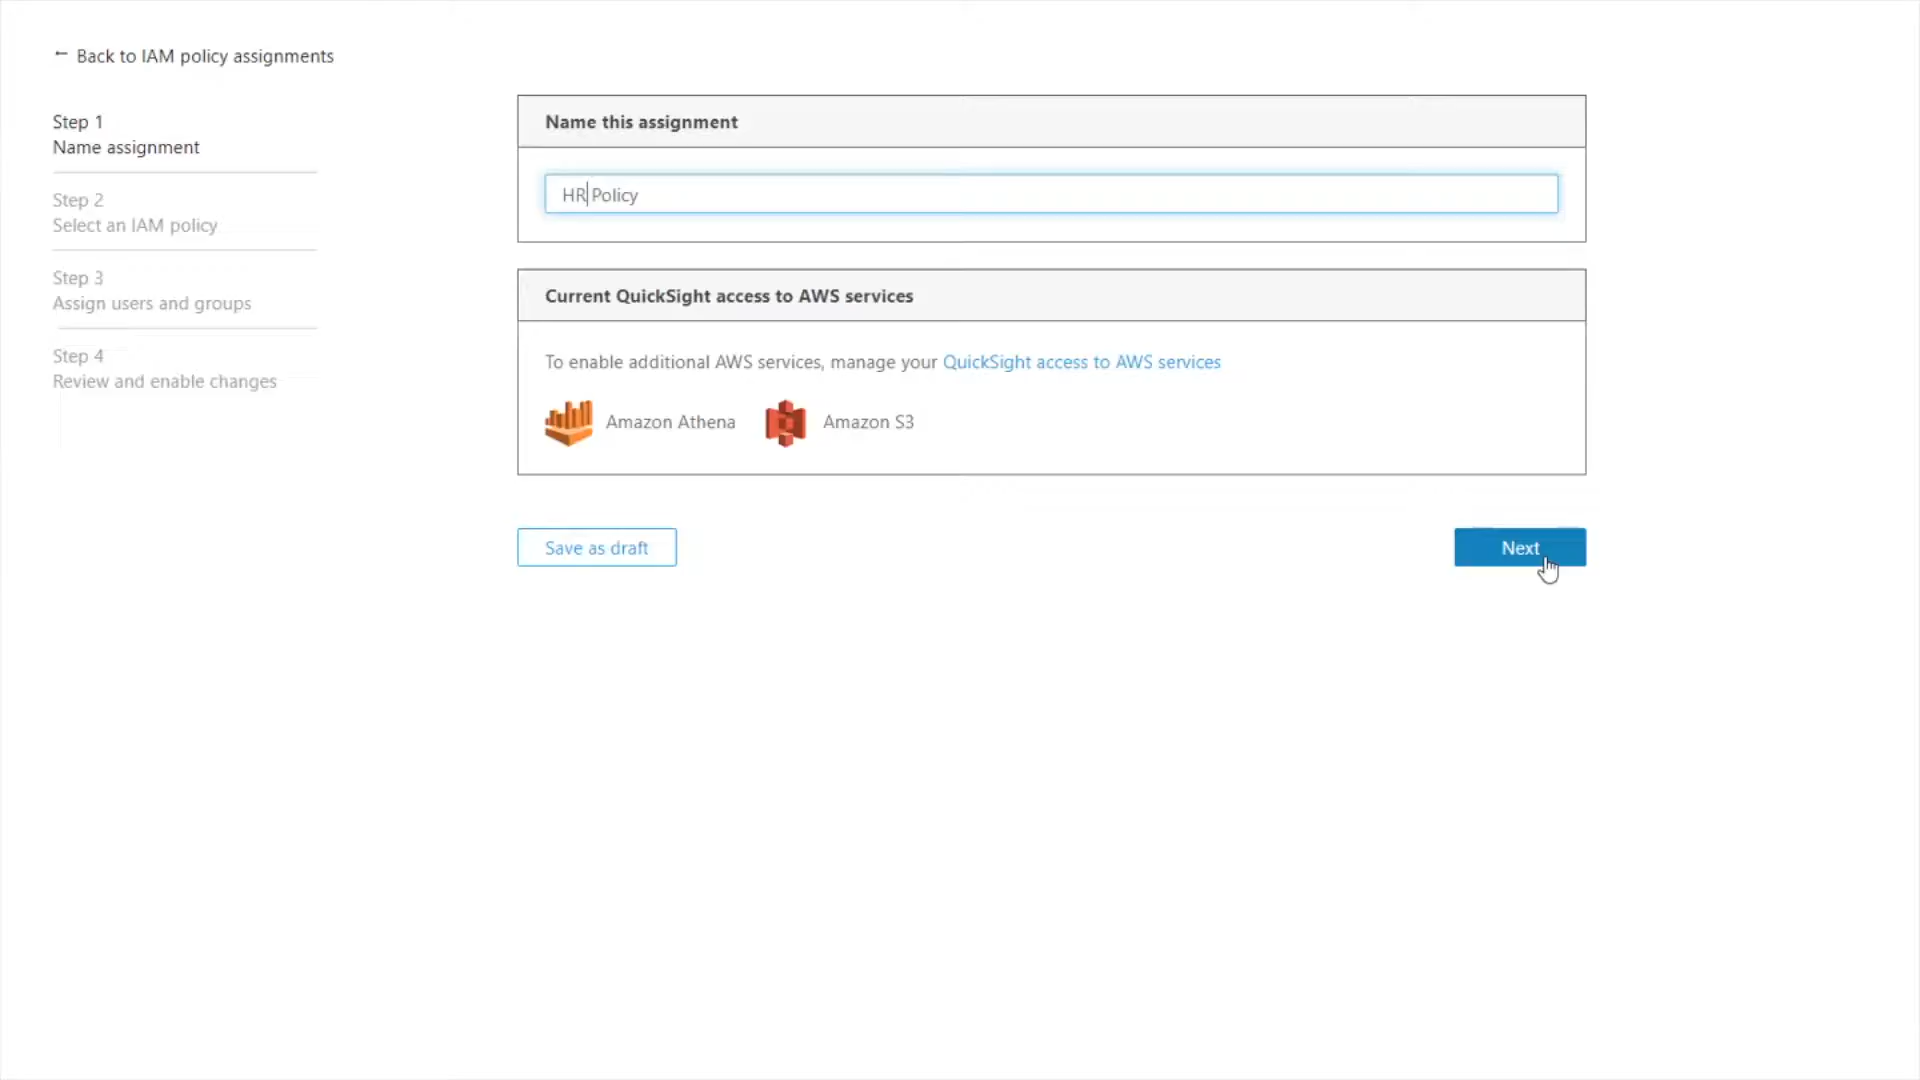 ← Back to IAM policy assignments
Step 1
Name assignment
Step 2
Select an IAM policy
Step 3
Assign users and groups
Step 4
Review and enable changes
Name this assignment
HR Policy
Current QuickSight access to AWS services
To enable additional AWS services, manage your QuickSight access to AWS services
Amazon Athena
Amazon S3
Save as draft
Next